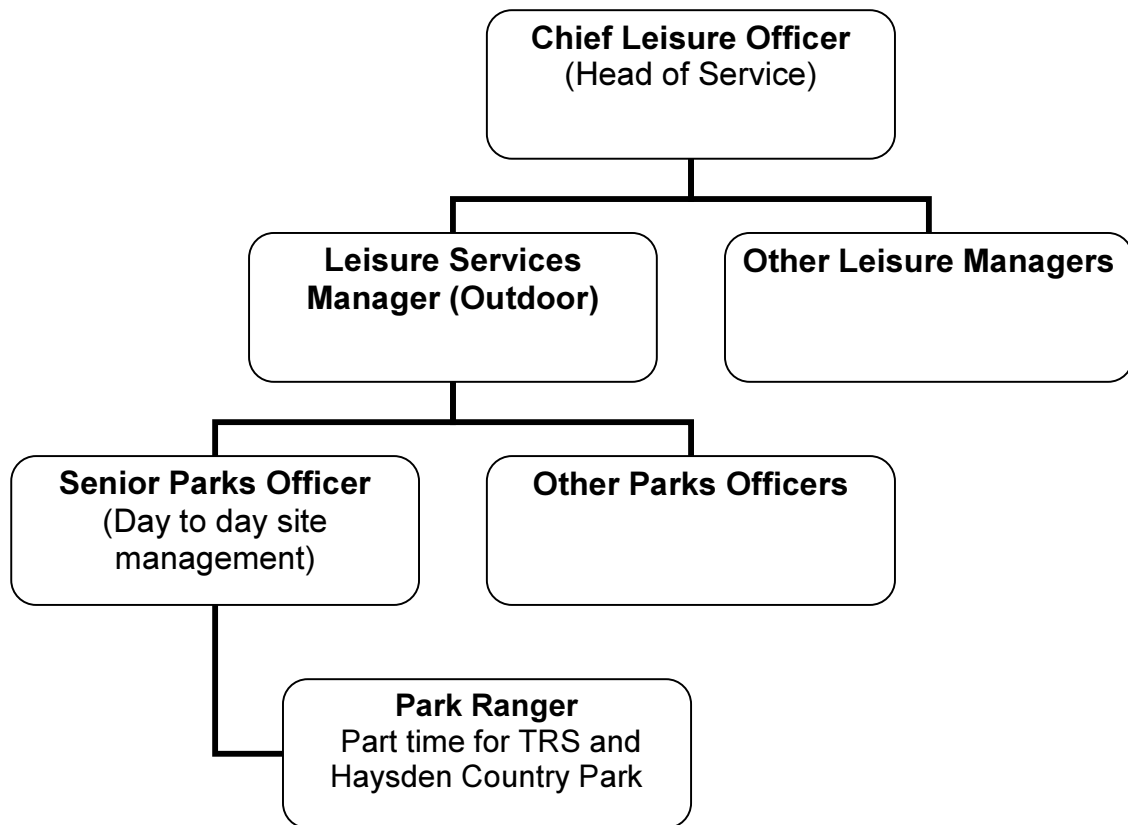 Chief Leisure Officer
(Head of Service)
Leisure Services
Manager (Outdoor)
Other Leisure Managers
Senior Parks Officer
(Day to day site
management)
Other Parks Officers
Park Ranger
Part time for TRS and
Haysden Country Park